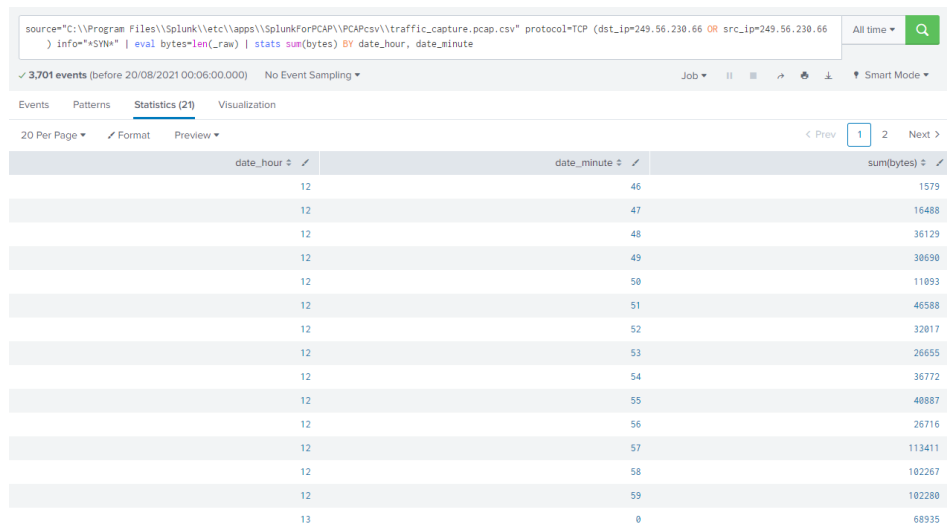 source="C:\\Program Files\\Splunk\\etc\\apps\\SplunkForPCAP\\PCAPcsv\\traffic_capture.pcap.csv" protocol=TCP (dst_ip=249.56.230.66 OR src_ip=249.56.230.66
) info="*SYN*" | eval bytes=len(_raw) | stats sum(bytes) BY date_hour, date_minute
All time
✓ 3,701 events (before 20/08/2021 00:06:00.000) No Event Sampling Job Smart Mode
Events Patterns Statistics (21) Visualization
20 Per Page Format Preview < Prev 1 2 Next >
date_hour date_minute sum(bytes)
12 46 1579
12 47 16488
12 48 36129
12 49 30690
12 50 11093
12 51 46588
12 52 32017
12 53 26655
12 54 36772
12 55 40887
12 56 26716
12 57 113411
12 58 102267
12 59 102280
13 0 68935